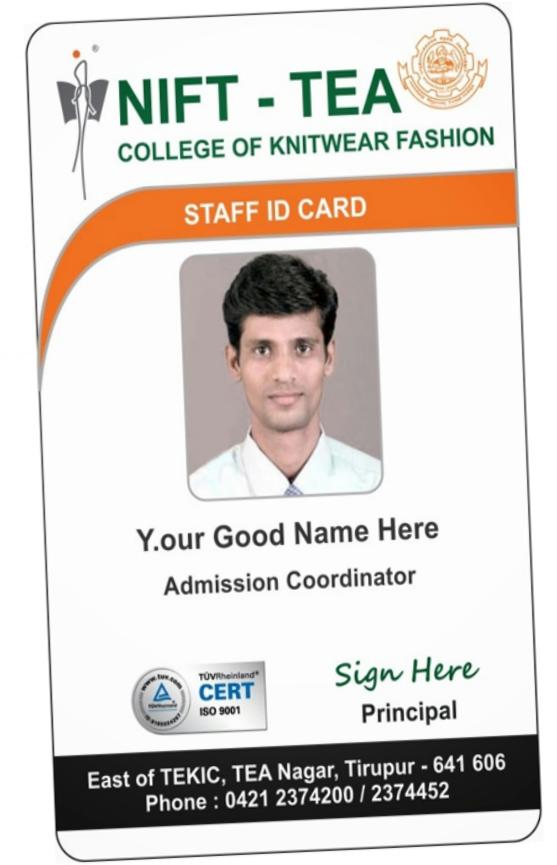 NIFT - TEA
COLLEGE OF KNITWEAR FASHION
STAFF ID CARD
Y.our Good Name Here
Admission Coordinator
www.tuv.com
TÜVRheinland®
CERT
ISO 9001
Sign Here
Principal
East of TEKIC, TEA Nagar, Tirupur - 641 606
Phone : 0421 2374200 / 2374452